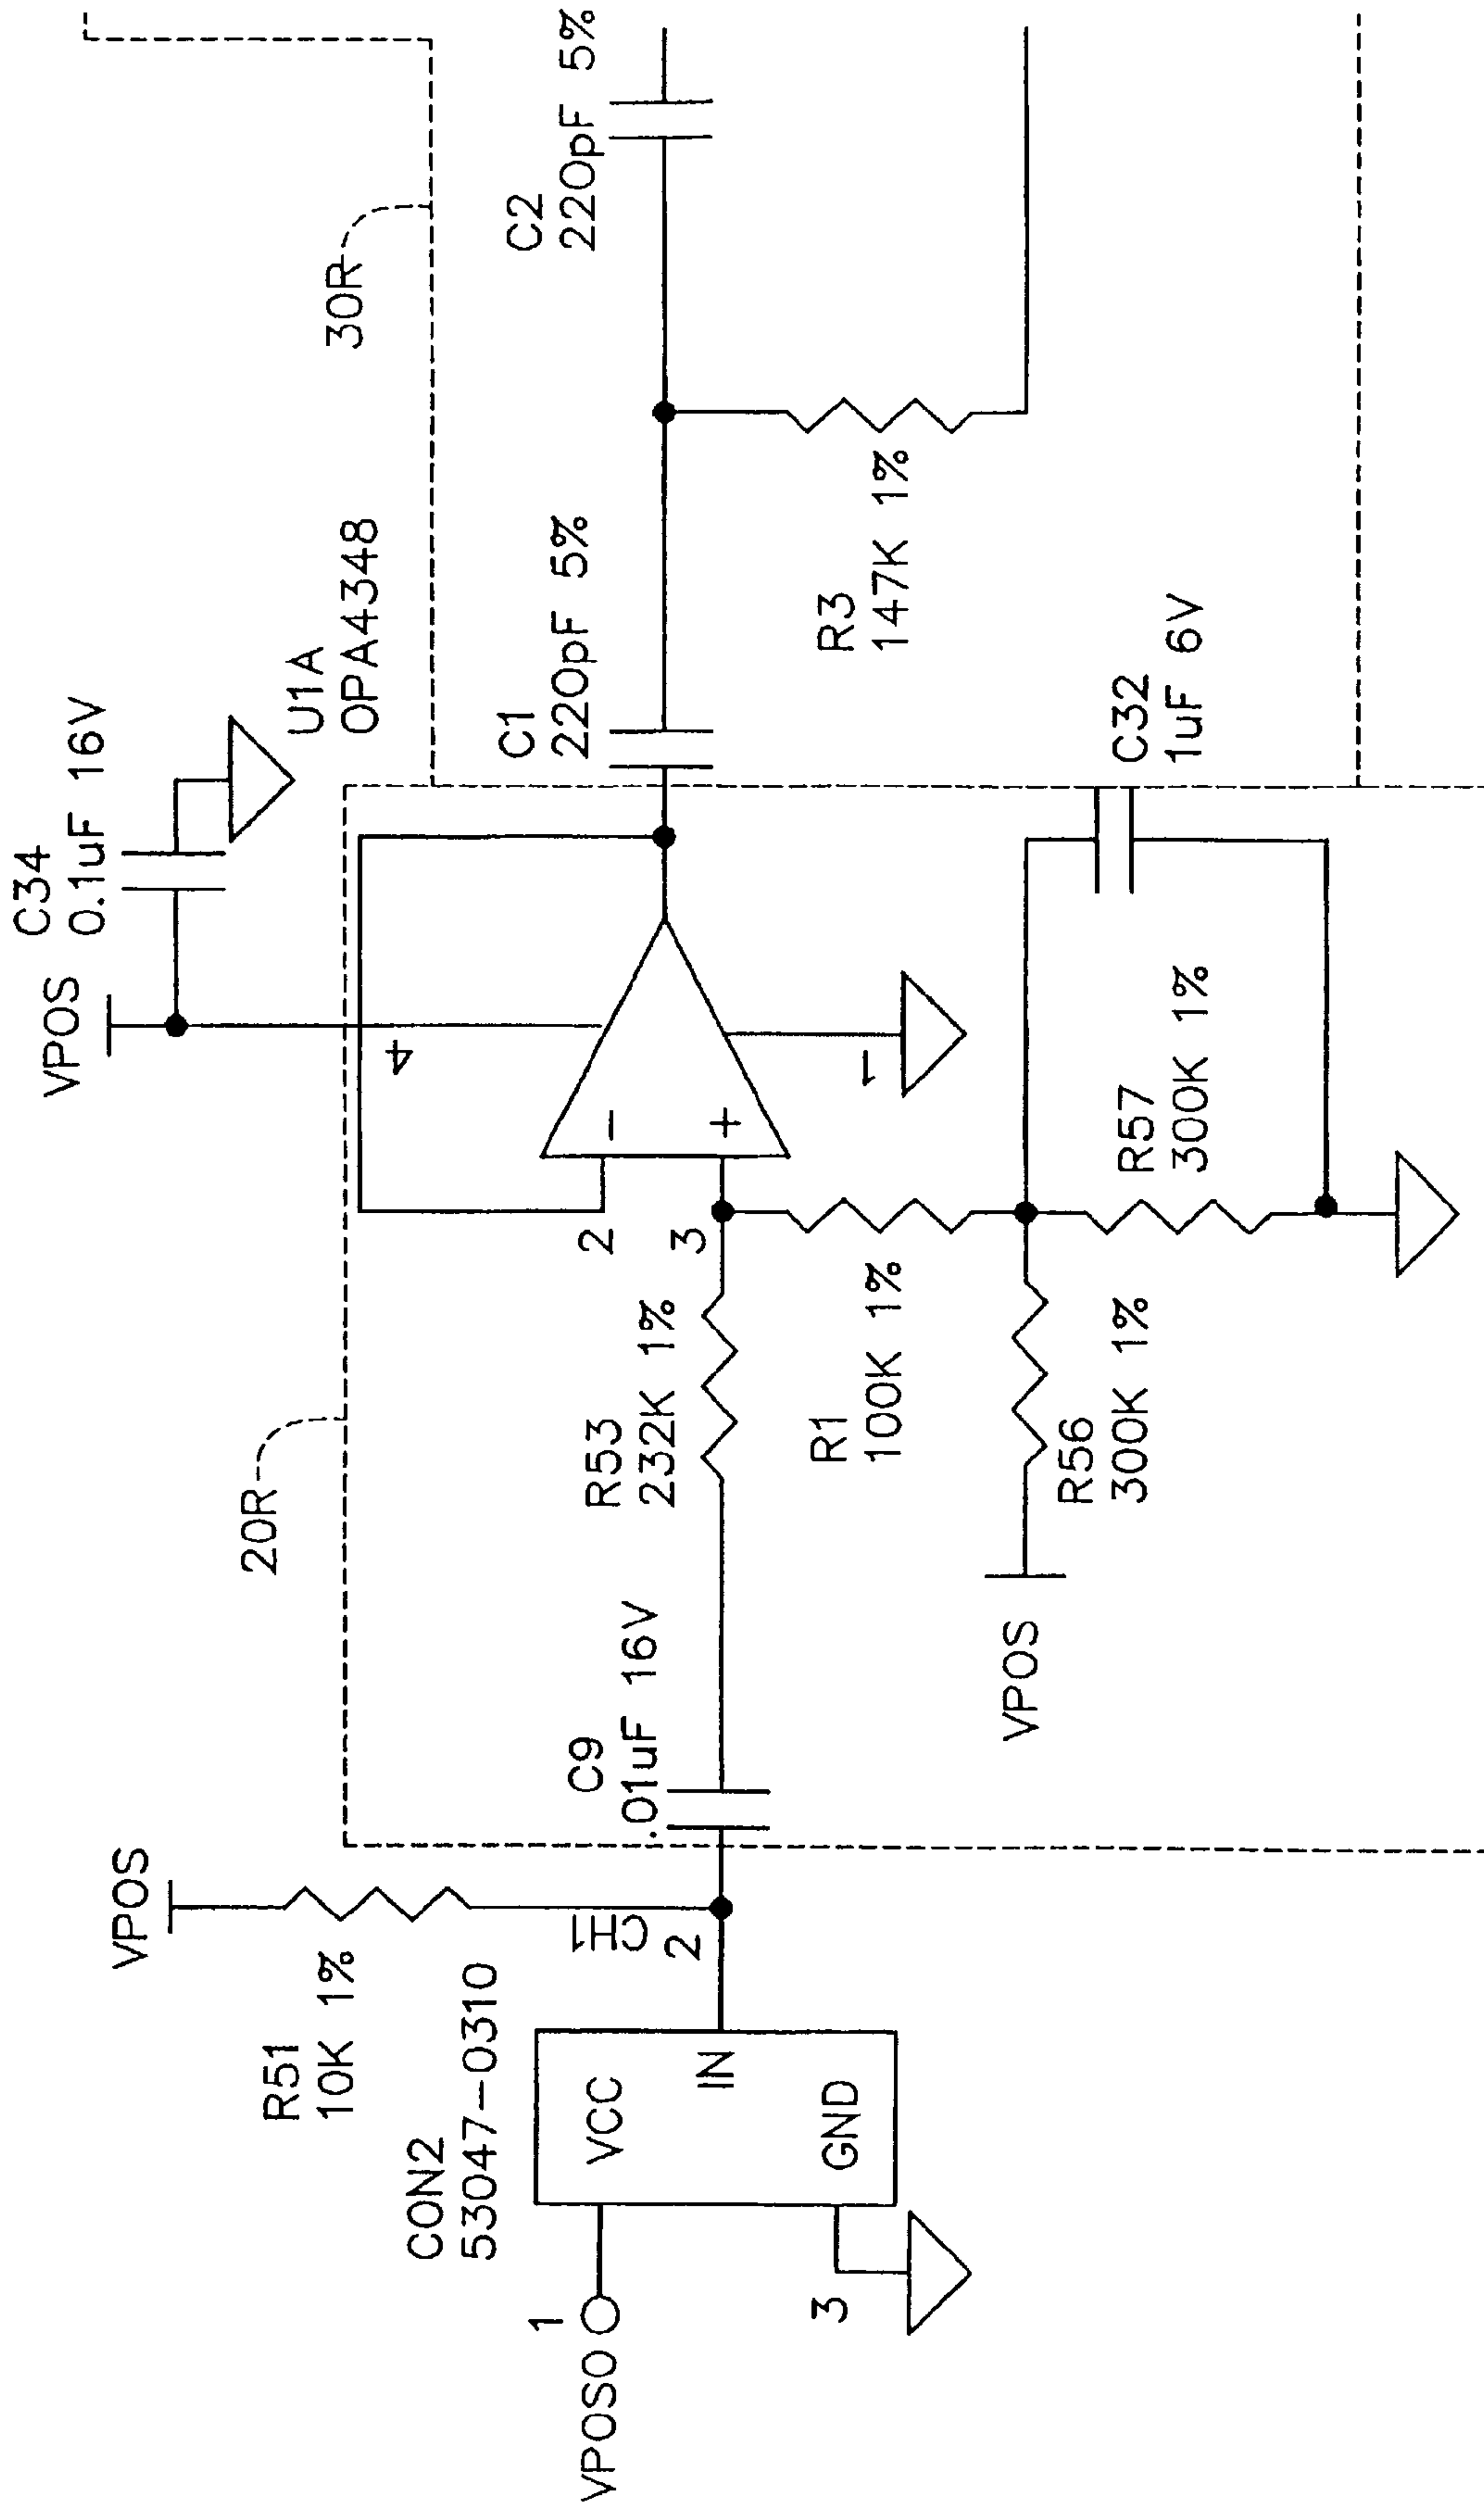 VPOS
C34
0.1uF 16V
U1A
OPA4348
30R
20R
VPOS
R51
10K 1%
CON2
53047-0310
VCC
IN
GND
1
VPOSO
3
CH1
2
C9
.01uF 16V
R53
232K 1%
2
3
-
+
4
1
C1
220pF 5%
C2
220pF 5%
R3
147K 1%
R1
100K 1%
VPOS
R56
300K 1%
R57
300K 1%
C32
1uF 6V